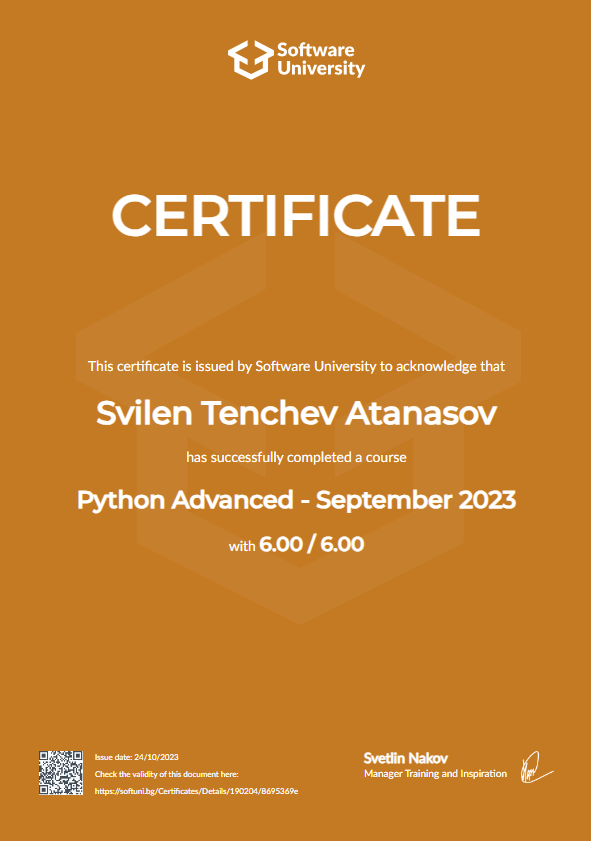 Software
University
CERTIFICATE
This certificate is issued by Software University to acknowledge that
Svilen Tenchev Atanasov
has successfully completed a course
Python Advanced - September 2023
with 6.00 / 6.00
Issue date: 24/10/2023
Check the validity of this document here:
https://softuni.bg/Certificates/Details/190204/8695369e
Svetlin Nakov
Manager Training and Inspiration